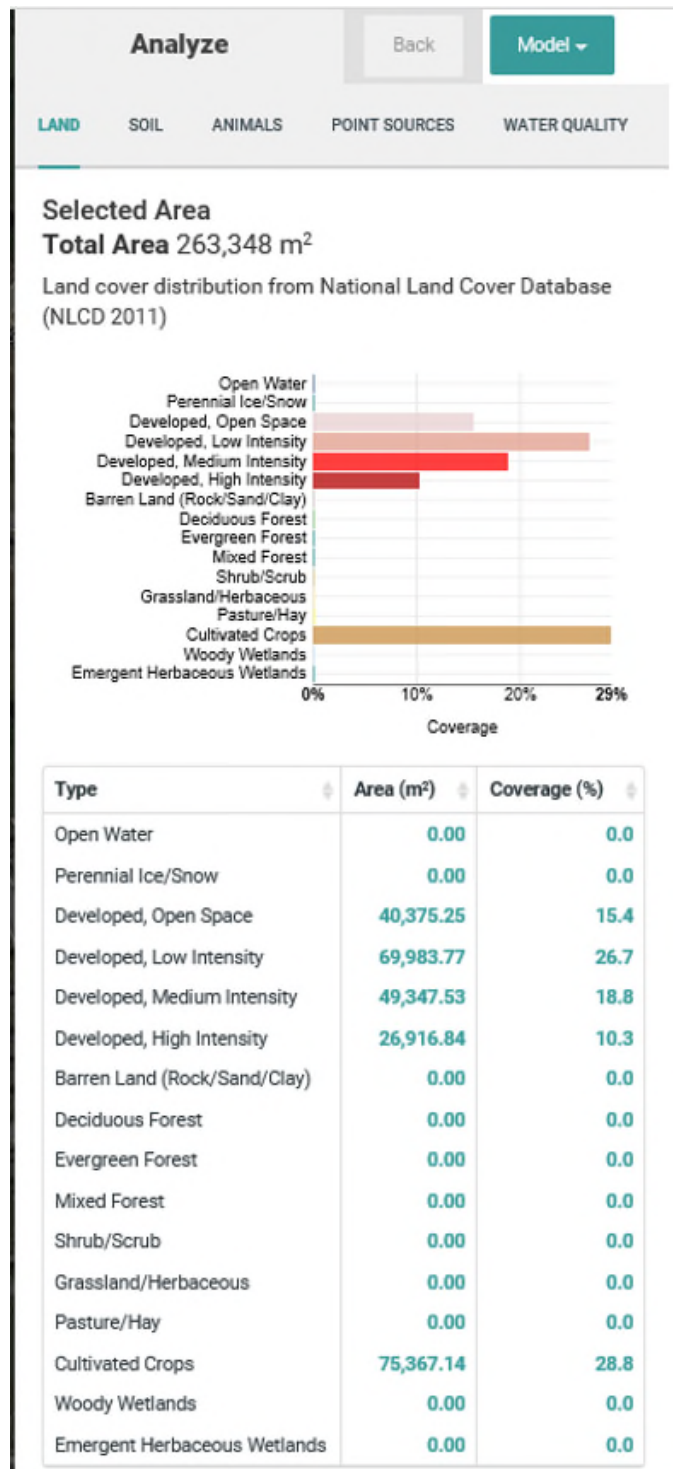 Analyze Back Model
LAND SOIL ANIMALS POINT SOURCES WATER QUALITY
Selected Area
Total Area 263,348 m²
Land cover distribution from National Land Cover Database
(NLCD 2011)
Open Water
Perennial Ice/Snow
Developed, Open Space
Developed, Low Intensity
Developed, Medium Intensity
Developed, High Intensity
Barren Land (Rock/Sand/Clay)
Deciduous Forest
Evergreen Forest
Mixed Forest
Shrub/Scrub
Grassland/Herbaceous
Pasture/Hay
Cultivated Crops
Woody Wetlands
Emergent Herbaceous Wetlands
0% 10% 20% 29%
Coverage
Type Area (m²) Coverage (%)
Open Water 0.00 0.0
Perennial Ice/Snow 0.00 0.0
Developed, Open Space 40,375.25 15.4
Developed, Low Intensity 69,983.77 26.7
Developed, Medium Intensity 49,347.53 18.8
Developed, High Intensity 26,916.84 10.3
Barren Land (Rock/Sand/Clay) 0.00 0.0
Deciduous Forest 0.00 0.0
Evergreen Forest 0.00 0.0
Mixed Forest 0.00 0.0
Shrub/Scrub 0.00 0.0
Grassland/Herbaceous 0.00 0.0
Pasture/Hay 0.00 0.0
Cultivated Crops 75,367.14 28.8
Woody Wetlands 0.00 0.0
Emergent Herbaceous Wetlands 0.00 0.0